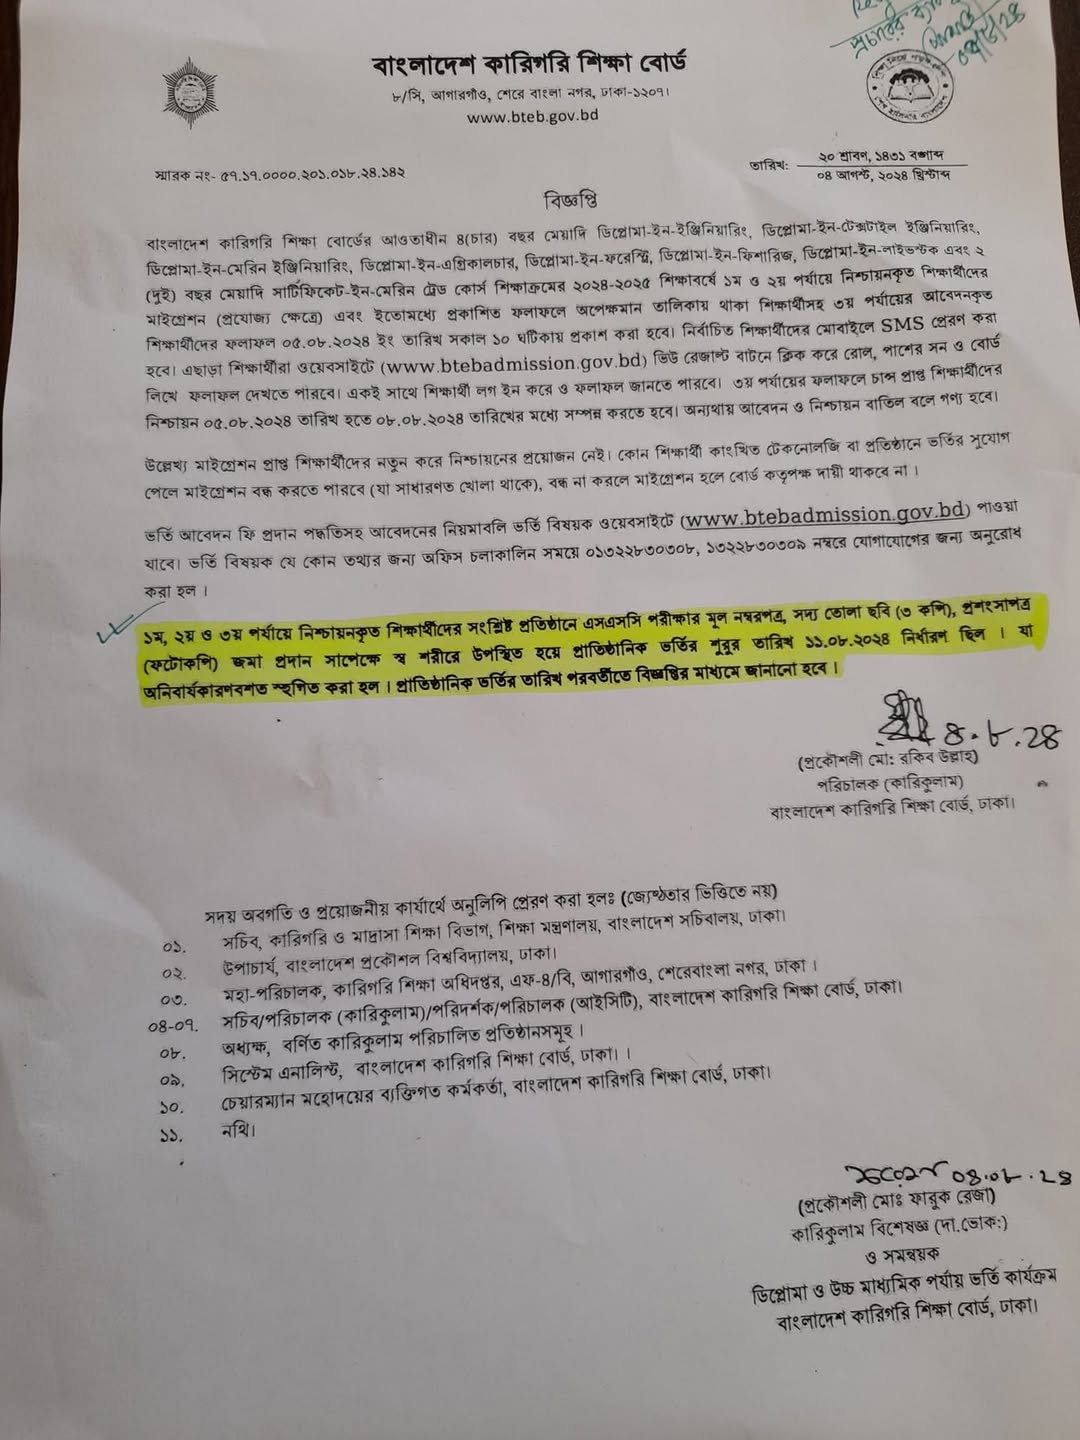 প্রচারের
বাংলাদেশ কারিগরি শিক্ষা বোর্ড
৮/সি, আগারগাঁও, শেরে বাংলা নগর, ঢাকা-১২০৭।
www.bteb.gov.bd
স্মারক নং- ৫৭.১৭.০০০০.২০১.০১৮.২৪.১৪২
তারিখ: ২০ শ্রাবণ, ১৪৩১ বঙ্গাব্দ
০৪ আগস্ট, ২০২৪ খ্রিস্টাব্দ
বিজ্ঞপ্তি
বাংলাদেশ কারিগরি শিক্ষা বোর্ডের আওতাধীন ৪(চার) বছর মেয়াদি ডিপ্লোমা-ইন-ইঞ্জিনিয়ারিং, ডিপ্লোমা-ইন-টেক্সটাইল ইঞ্জিনিয়ারিং,
ডিপ্লোমা-ইন-মেরিন ইঞ্জিনিয়ারিং, ডিপ্লোমা-ইন-এগ্রিকালচার, ডিপ্লোমা-ইন-ফরেস্ট্রি, ডিপ্লোমা-ইন-ফিশারিজ, ডিপ্লোমা-ইন-লাইভস্টক এবং ২
(দুই) বছর মেয়াদি সার্টিফিকেট-ইন-মেরিন ট্রেড কোর্স শিক্ষাক্রমের ২০২৪-২০২৫ শিক্ষাবর্ষে ১ম ও ২য় পর্যায়ে নিশ্চায়নকৃত শিক্ষার্থীদের
মাইগ্রেশন (প্রযোজ্য ক্ষেত্রে) এবং ইতোমধ্যে প্রকাশিত ফলাফলে অপেক্ষমান তালিকায় থাকা শিক্ষার্থীসহ ৩য় পর্যায়ের আবেদনকৃত
শিক্ষার্থীদের ফলাফল ০৫.০৮.২০২৪ ইং তারিখ সকাল ১০ ঘটিকায় প্রকাশ করা হবে। নির্বাচিত শিক্ষার্থীদের মোবাইলে SMS প্রেরণ করা
হবে। এছাড়া শিক্ষার্থীরা ওয়েবসাইটে (www.btebadmission.gov.bd) ভিউ রেজাল্ট বাটনে ক্লিক করে রোল, পাশের সন ও বোর্ড
লিখে ফলাফল দেখতে পারবে। একই সাথে শিক্ষার্থী লগ ইন করে ও ফলাফল জানতে পারবে। ৩য় পর্যায়ের ফলাফলে চান্স প্রাপ্ত শিক্ষার্থীদের
নিশ্চায়ন ০৫.০৮.২০২৪ তারিখ হতে ০৮.০৮.২০২৪ তারিখের মধ্যে সম্পন্ন করতে হবে। অন্যথায় আবেদন ও নিশ্চায়ন বাতিল বলে গণ্য হবে।
উল্লেখ্য মাইগ্রেশন প্রাপ্ত শিক্ষার্থীদের নতুন করে নিশ্চায়নের প্রয়োজন নেই। কোন শিক্ষার্থী কাংখিত টেকনোলজি বা প্রতিষ্ঠানে ভর্তির সুযোগ
পেলে মাইগ্রেশন বন্ধ করতে পারবে (যা সাধারণত খোলা থাকে), বন্ধ না করলে মাইগ্রেশন হলে বোর্ড কতৃপক্ষ দায়ী থাকবে না ।
ভর্তি আবেদন ফি প্রদান পদ্ধতিসহ আবেদনের নিয়মাবলি ভর্তি বিষয়ক ওয়েবসাইটে (www.btebadmission.gov.bd) পাওয়া
যাবে। ভর্তি বিষয়ক যে কোন তথ্যের জন্য অফিস চলাকালিন সময়ে ০১৩২২৮৩০৩০৮, ১৩২২৮৩০৩০৯ নম্বরে যোগাযোগের জন্য অনুরোধ
করা হল ।
১ম, ২য় ও ৩য় পর্যায়ে নিশ্চায়নকৃত শিক্ষার্থীদের সংশ্লিষ্ট প্রতিষ্ঠানে এসএসসি পরীক্ষার মূল নম্বরপত্র, সদ্য তোলা ছবি (৩ কপি), প্রশংসাপত্র
(ফটোকপি) জমা প্রদান সাপেক্ষে স্ব শরীরে উপস্থিত হয়ে প্রাতিষ্ঠানিক ভর্তির শুরুর তারিখ ১১.০৮.২০২৪ নির্ধারণ ছিল । যা
অনিবার্যকারণবশত স্থগিত করা হল । প্রাতিষ্ঠানিক ভর্তির তারিখ পরবর্তীতে বিজ্ঞপ্তির মাধ্যমে জানানো হবে ।
৪.৮.২৪
(প্রকৌশলী মো: রকিব উল্লাহ)
পরিচালক (কারিকুলাম)
বাংলাদেশ কারিগরি শিক্ষা বোর্ড, ঢাকা।
সদয় অবগতি ও প্রয়োজনীয় কার্যার্থে অনুলিপি প্রেরণ করা হলঃ (জ্যেষ্ঠতার ভিত্তিতে নয়)
০১. সচিব, কারিগরি ও মাদ্রাসা শিক্ষা বিভাগ, শিক্ষা মন্ত্রণালয়, বাংলাদেশ সচিবালয়, ঢাকা।
০২. উপাচার্য, বাংলাদেশ প্রকৌশল বিশ্ববিদ্যালয়, ঢাকা।
০৩. মহা-পরিচালক, কারিগরি শিক্ষা অধিদপ্তর, এফ-৪/বি, আগারগাঁও, শেরেবাংলা নগর, ঢাকা ।
০৪-০৭. সচিব/পরিচালক (কারিকুলাম)/পরিদর্শক/পরিচালক (আইসিটি), বাংলাদেশ কারিগরি শিক্ষা বোর্ড, ঢাকা।
০৮. অধ্যক্ষ, বর্ণিত কারিকুলাম পরিচালিত প্রতিষ্ঠানসমূহ ।
০৯. সিস্টেম এনালিস্ট, বাংলাদেশ কারিগরি শিক্ষা বোর্ড, ঢাকা। ।
১০. চেয়ারম্যান মহোদয়ের ব্যক্তিগত কর্মকর্তা, বাংলাদেশ কারিগরি শিক্ষা বোর্ড, ঢাকা।
১১. নথি।
০৪.০৮.২৪
(প্রকৌশলী মোঃ ফারুক রেজা)
কারিকুলাম বিশেষজ্ঞ (দা.ভোক:)
ও সমন্বয়ক
ডিপ্লোমা ও উচ্চ মাধ্যমিক পর্যায় ভর্তি কার্যক্রম
বাংলাদেশ কারিগরি শিক্ষা বোর্ড, ঢাকা।